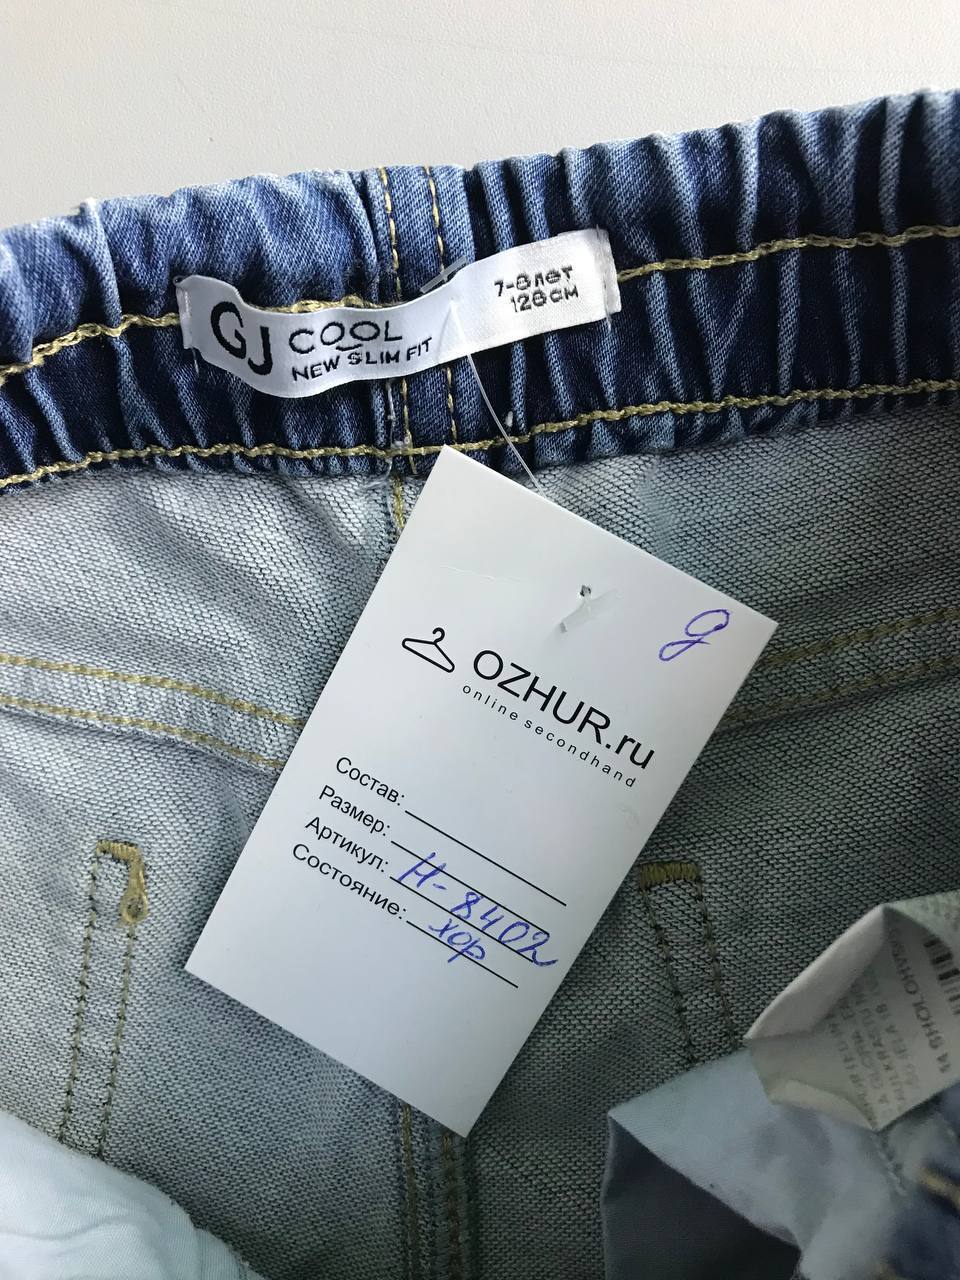 GJ
COOL
NEW SLIM FIT
7-8 лет
128 см
g
OZHUR.ru
online secondhand
Состав:
Размер:
Артикул: Н-8402
Состояние: хор